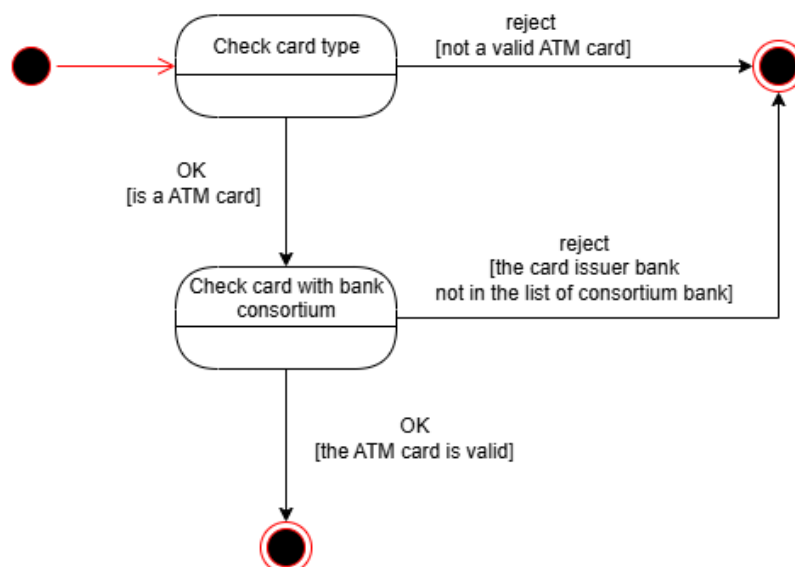 Check card type
reject
[not a valid ATM card]
OK
[is a ATM card]
reject
[the card issuer bank
not in the list of consortium bank]
Check card with bank
consortium
OK
[the ATM card is valid]